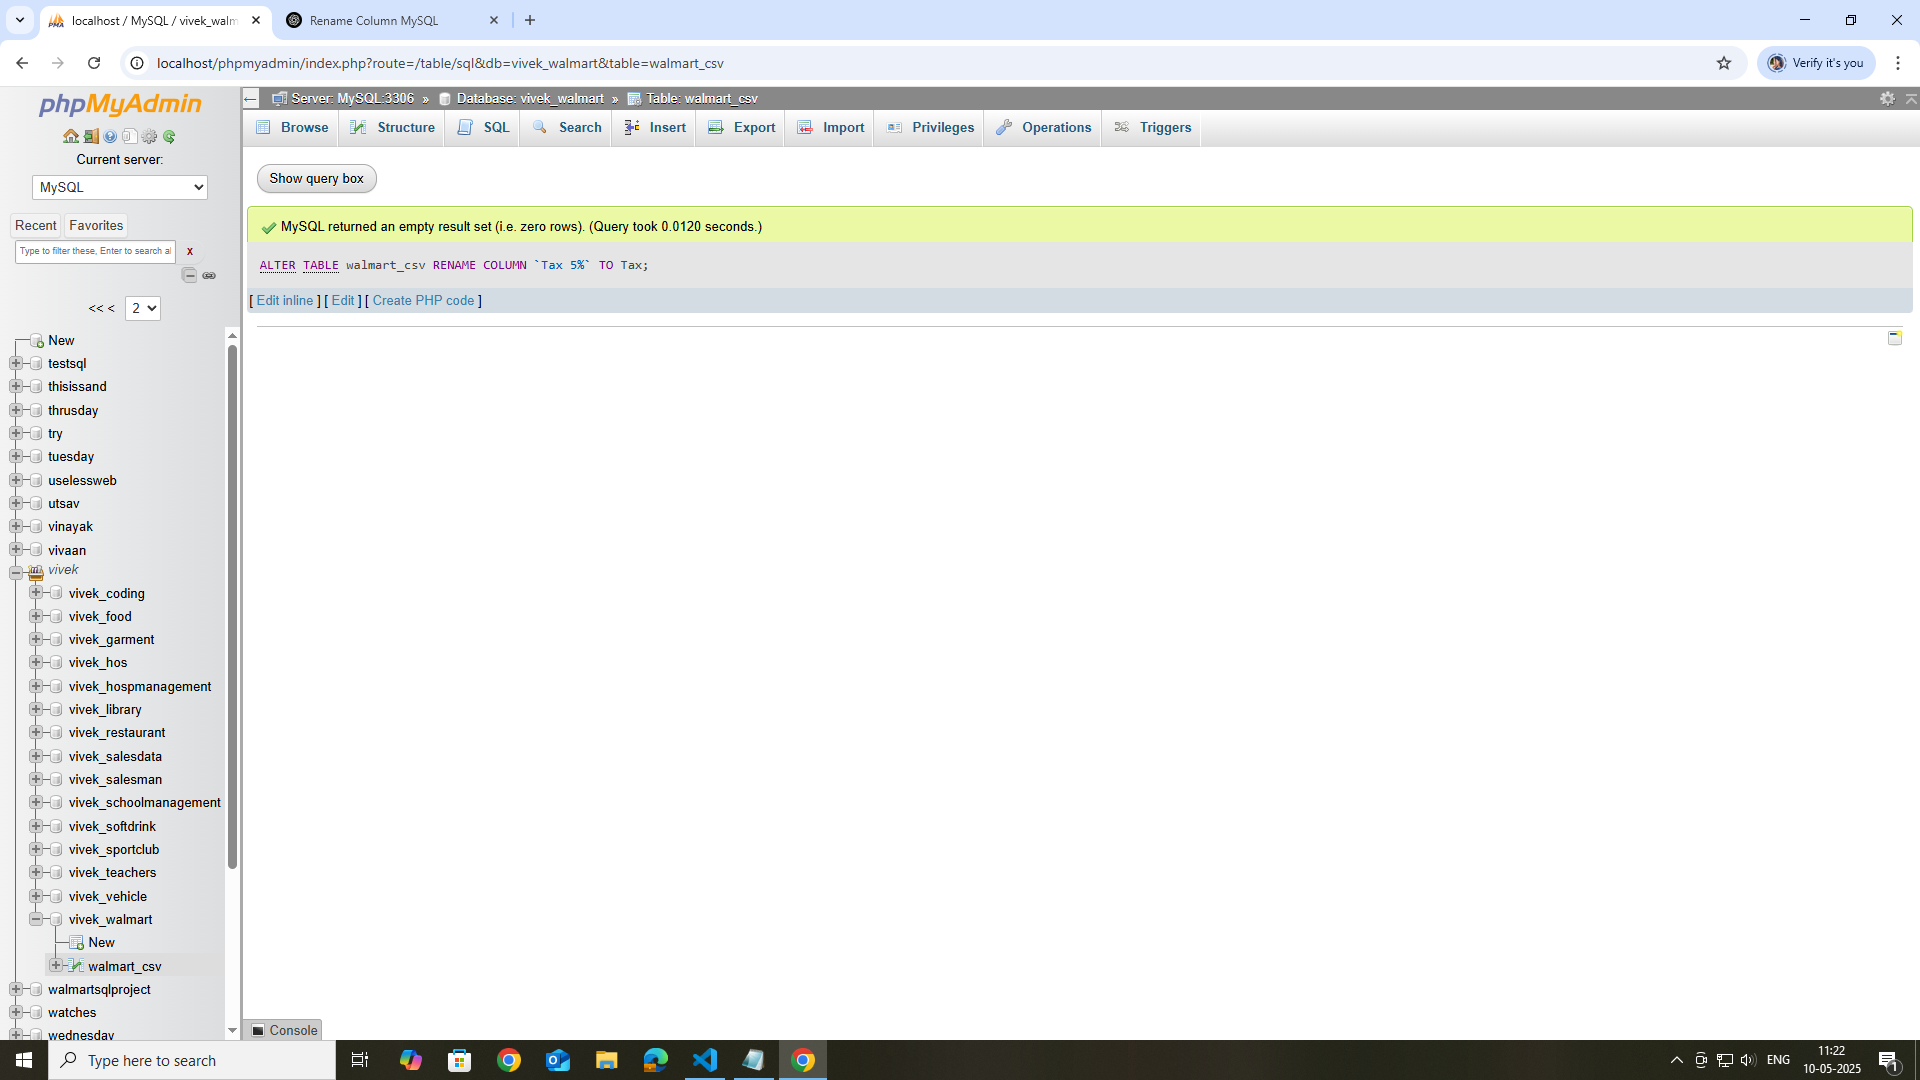 localhost / MySQL / vivek_walm
Rename Column MySQL
localhost/phpmyadmin/index.php?route=/table/sql&db=vivek_walmart&table=walmart_csv
Verify it's you
phpMyAdmin
Current server:
MySQL
Recent Favorites
Type to filter these, Enter to search al
x
<< < 2
New
testsql
thisissand
thrusday
try
tuesday
uselessweb
utsav
vinayak
vivaan
vivek
vivek_coding
vivek_food
vivek_garment
vivek_hos
vivek_hospmanagement
vivek_library
vivek_restaurant
vivek_salesdata
vivek_salesman
vivek_schoolmanagement
vivek_softdrink
vivek_sportclub
vivek_teachers
vivek_vehicle
vivek_walmart
New
walmart_csv
walmartsqlproject
watches
wednesday
Server: MySQL:3306 » Database: vivek_walmart » Table: walmart_csv
Browse Structure SQL Search Insert Export Import Privileges Operations Triggers
Show query box
MySQL returned an empty result set (i.e. zero rows). (Query took 0.0120 seconds.)
ALTER TABLE walmart_csv RENAME COLUMN `Tax 5%` TO Tax;
[ Edit inline ] [ Edit ] [ Create PHP code ]
Console
Type here to search
ENG
11:22
10-05-2025
1